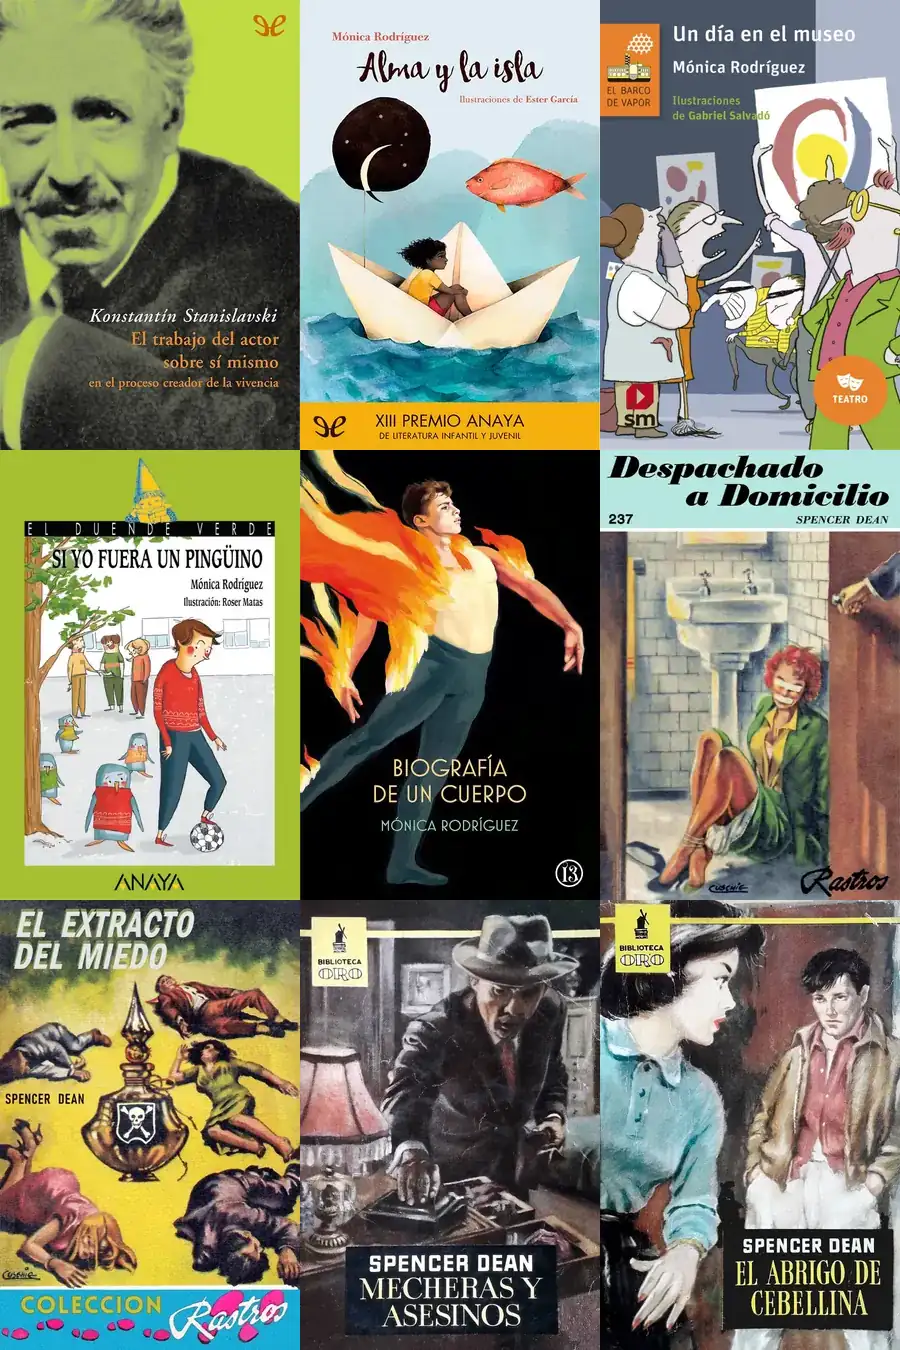 Konstantín Stanislavski
El trabajo del actor
sobre sí mismo
en el proceso creador de la vivencia
Mónica Rodríguez
Alma y la isla
Ilustraciones de Ester García
XIII PREMIO ANAYA
DE LITERATURA INFANTIL Y JUVENIL
EL BARCO
DE VAPOR
Un día en el museo
Mónica Rodríguez
Ilustraciones
de Gabriel Salvadó
sm
TEATRO
EL DUENDE VERDE
SI YO FUERA UN PINGÜINO
Mónica Rodríguez
Ilustración: Roser Matas
ANAYA
BIOGRAFÍA
DE UN CUERPO
MÓNICA RODRÍGUEZ
13
Despachado
a Domicilio
237
SPENCER DEAN
Rastros
EL EXTRACTO
DEL MIEDO
SPENCER DEAN
COLECCION
Rastros
BIBLIOTECA
ORO
SPENCER DEAN
MECHERAS Y
ASESINOS
BIBLIOTECA
ORO
SPENCER DEAN
EL ABRIGO DE
CEBELLINA